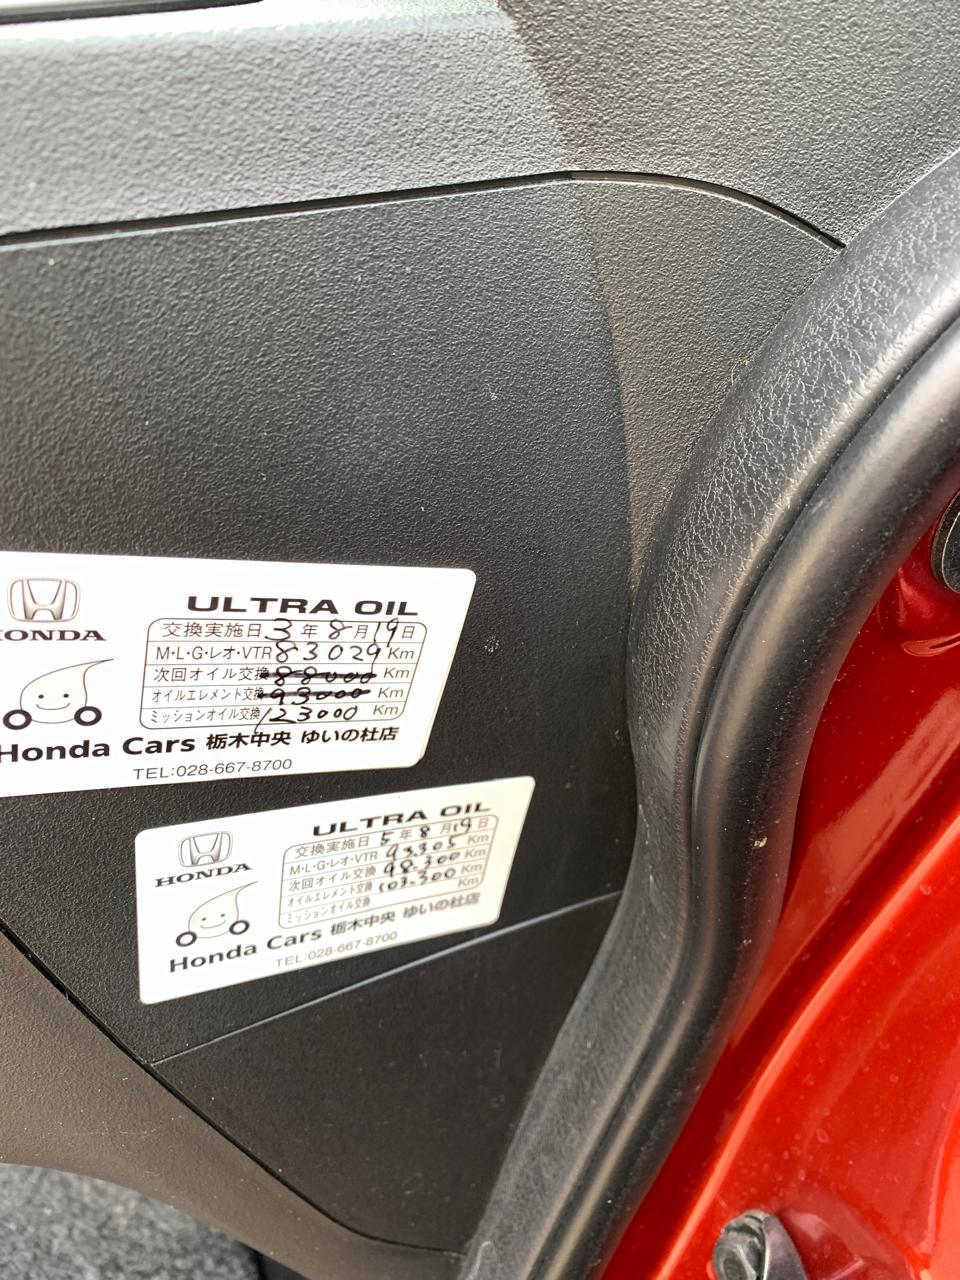 HONDA
ULTRA OIL
交換実施日 3 年 8 月 19 日
M・L・G・レオ・VTR 83029 Km
次回オイル交換 88000 Km
オイルエレメント交換 93000 Km
ミッションオイル交換 123000 Km
Honda Cars 栃木中央 ゆいの杜店
TEL:028-667-8700
HONDA
ULTRA OIL
交換実施日 5 年 8 月 19 日
M・L・G・レオ・VTR 93305 Km
次回オイル交換 98.300 Km
オイルエレメント交換 103.300 Km
ミッションオイル交換 Km
Honda Cars 栃木中央 ゆいの杜店
TEL:028-667-8700